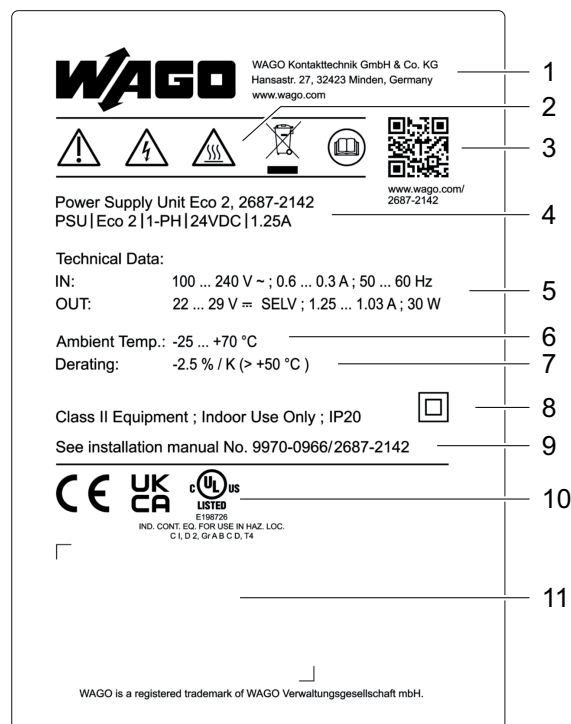 WAGO
WAGO Kontakttechnik GmbH & Co. KG
Hansastr. 27, 32423 Minden, Germany
www.wago.com
1
2
3
www.wago.com/
2687-2142
Power Supply Unit Eco 2, 2687-2142
PSU|Eco 2|1-PH|24VDC|1.25A
4
Technical Data:
IN: 100 ... 240 V ~ ; 0.6 ... 0.3 A ; 50 ... 60 Hz
OUT: 22 ... 29 V ⎓ SELV ; 1.25 ... 1.03 A ; 30 W
5
Ambient Temp.: -25 ... +70 °C
6
Derating: -2.5 % / K (> +50 °C )
7
Class II Equipment ; Indoor Use Only ; IP20
8
See installation manual No. 9970-0966/2687-2142
9
CE UK CA c UL US
LISTED
E198726
IND. CONT. EQ. FOR USE IN HAZ. LOC.
C I, D 2, Gr A B C D, T4
10
11
WAGO is a registered trademark of WAGO Verwaltungsgesellschaft mbH.